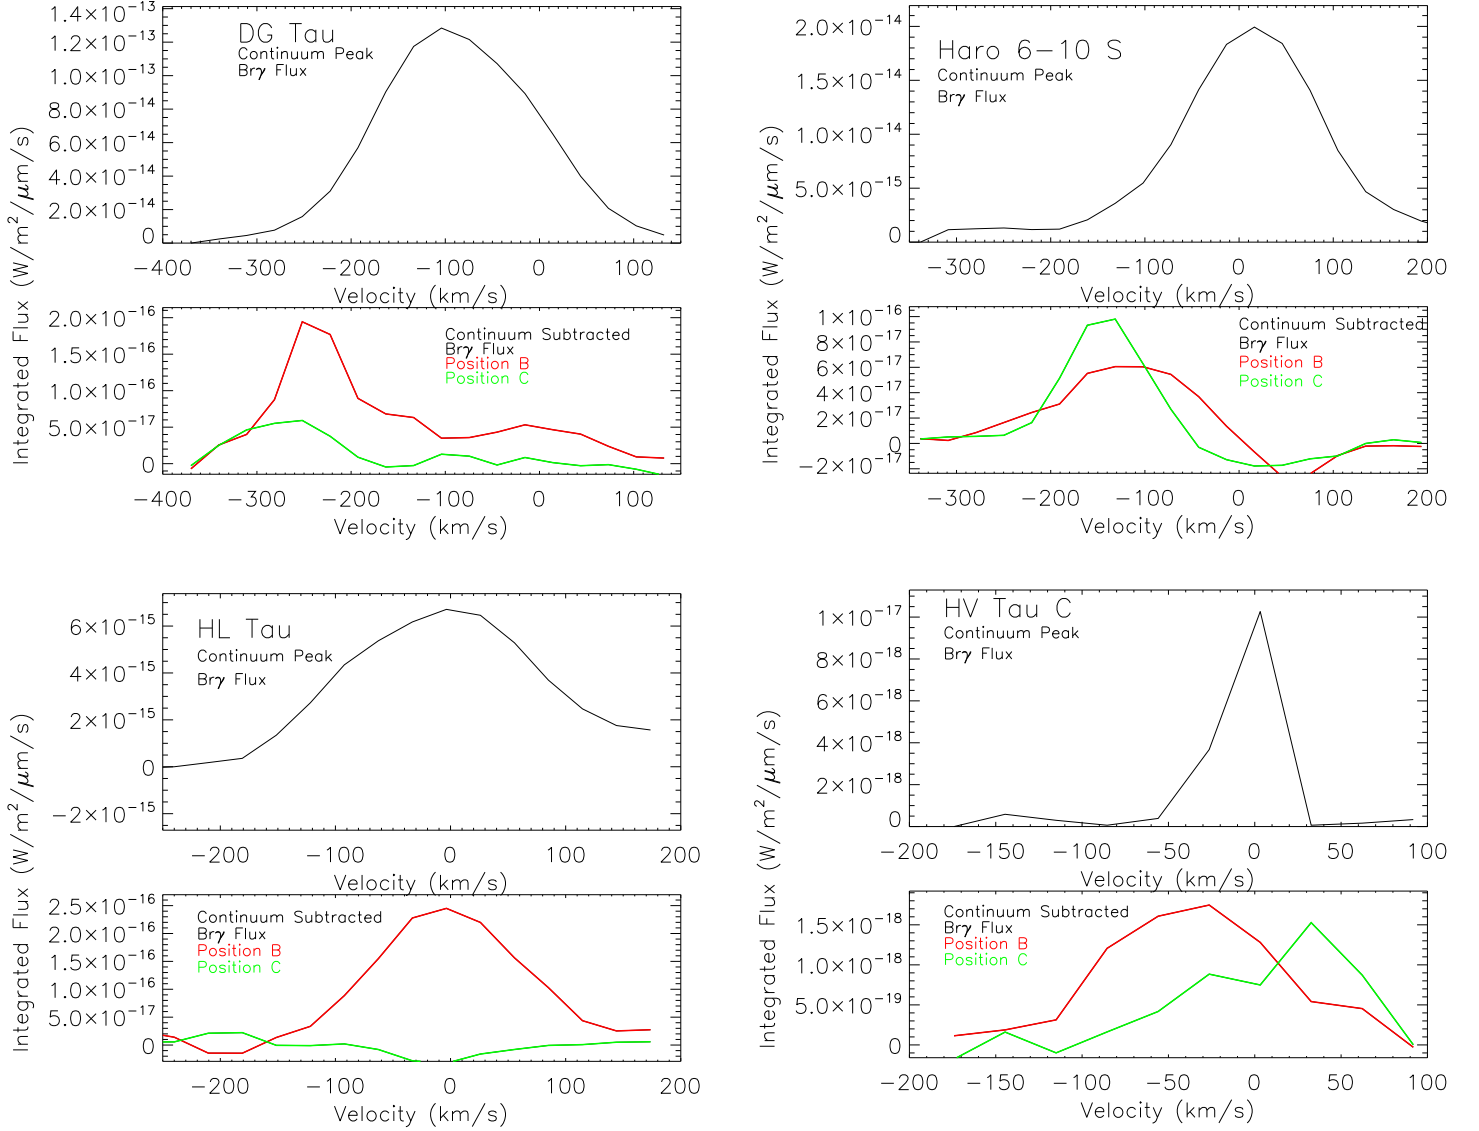 DG Tau
Continuum Peak
Brγ Flux
1.4×10⁻¹³
1.2×10⁻¹³
1.0×10⁻¹³
8.0×10⁻¹⁴
6.0×10⁻¹⁴
4.0×10⁻¹⁴
2.0×10⁻¹⁴
0
−400 −300 −200 −100 0 100
Velocity (km/s)
Integrated Flux (W/m²/μm/s)
2.0×10⁻¹⁶
1.5×10⁻¹⁶
1.0×10⁻¹⁶
5.0×10⁻¹⁷
0
Continuum Subtracted
Brγ Flux
Position B
Position C
−400 −300 −200 −100 0 100
Velocity (km/s)
Haro 6−10 S
Continuum Peak
Brγ Flux
2.0×10⁻¹⁴
1.5×10⁻¹⁴
1.0×10⁻¹⁴
5.0×10⁻¹⁵
0
−300 −200 −100 0 100 200
Velocity (km/s)
Integrated Flux (W/m²/μm/s)
1×10⁻¹⁶
8×10⁻¹⁷
6×10⁻¹⁷
4×10⁻¹⁷
2×10⁻¹⁷
0
−2×10⁻¹⁷
Continuum Subtracted
Brγ Flux
Position B
Position C
−300 −200 −100 0 100 200
Velocity (km/s)
HL Tau
Continuum Peak
Brγ Flux
6×10⁻¹⁵
4×10⁻¹⁵
2×10⁻¹⁵
0
−2×10⁻¹⁵
−200 −100 0 100 200
Velocity (km/s)
Integrated Flux (W/m²/μm/s)
2.5×10⁻¹⁶
2.0×10⁻¹⁶
1.5×10⁻¹⁶
1.0×10⁻¹⁶
5.0×10⁻¹⁷
0
Continuum Subtracted
Brγ Flux
Position B
Position C
−200 −100 0 100 200
Velocity (km/s)
HV Tau C
Continuum Peak
Brγ Flux
1×10⁻¹⁷
8×10⁻¹⁸
6×10⁻¹⁸
4×10⁻¹⁸
2×10⁻¹⁸
0
−200 −150 −100 −50 0 50 100
Velocity (km/s)
Integrated Flux (W/m²/μm/s)
1.5×10⁻¹⁸
1.0×10⁻¹⁸
5.0×10⁻¹⁹
0
Continuum Subtracted
Brγ Flux
Position B
Position C
−200 −150 −100 −50 0 50 100
Velocity (km/s)